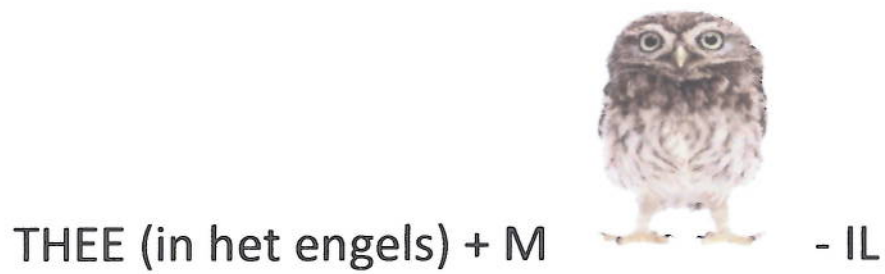 THEE (in het engels) + M - IL